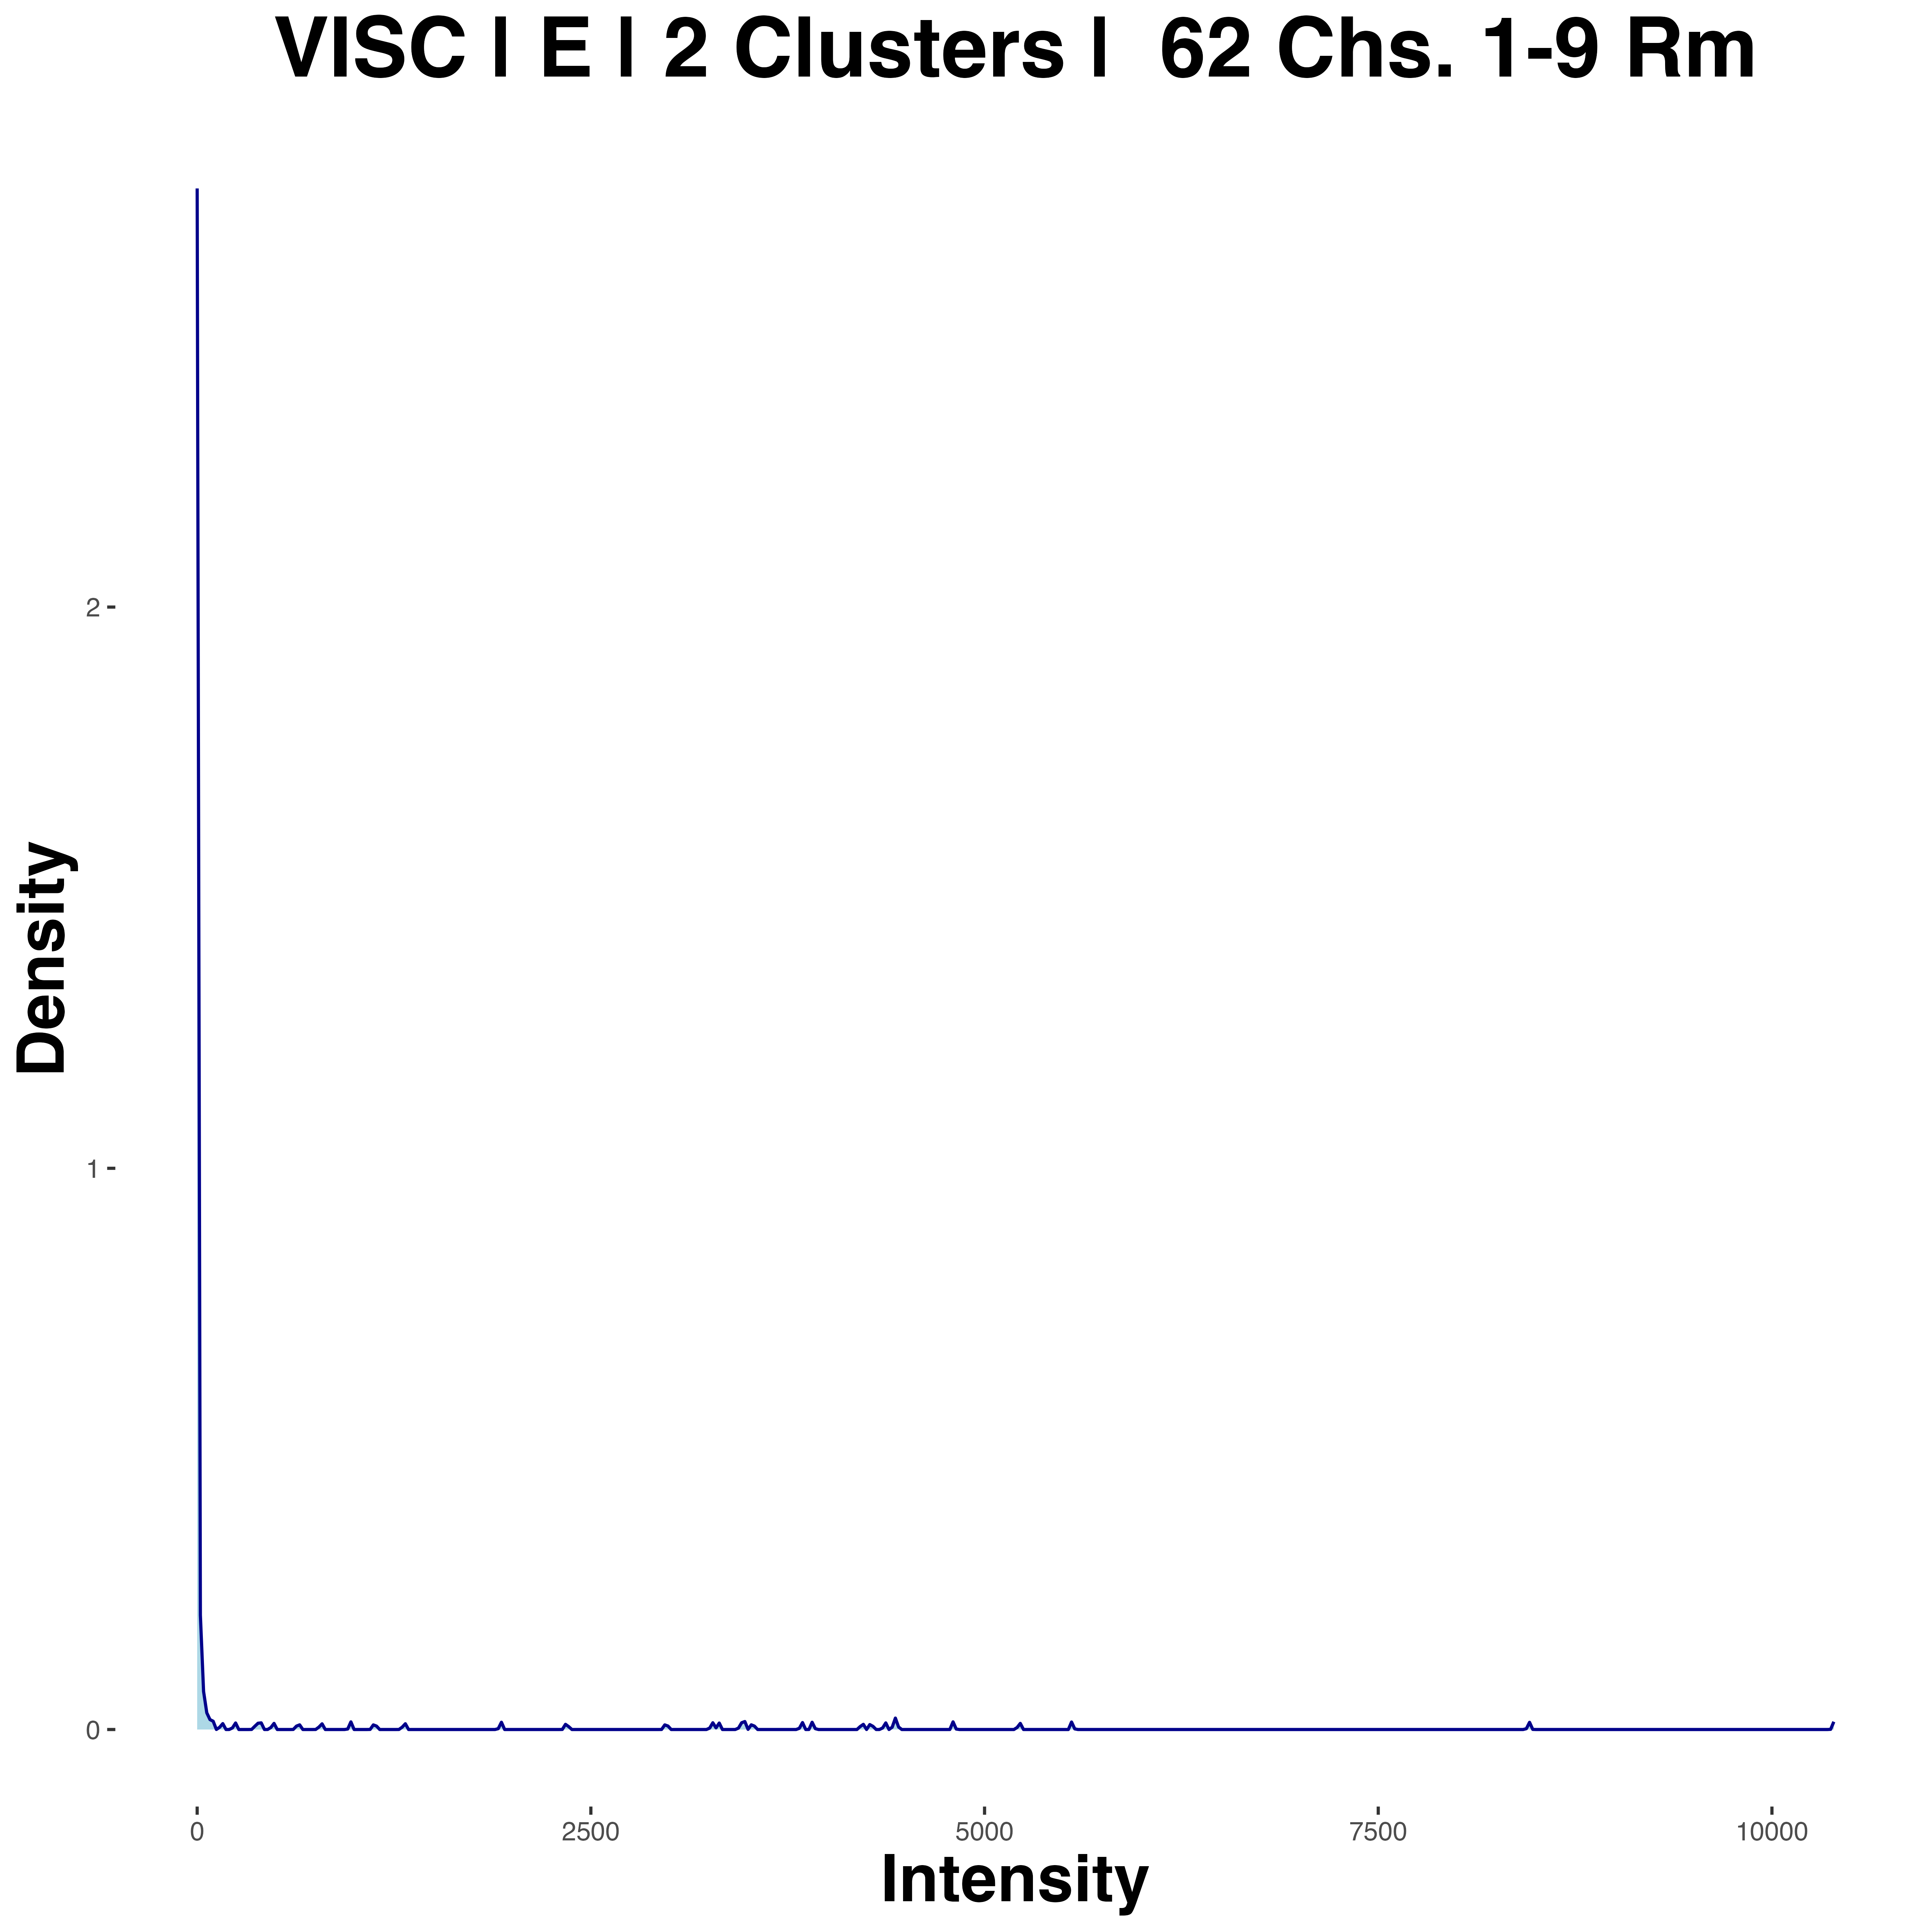 VISC | E | 2 Clusters |  62 Chs. 1-9 Rm
Density
2
1
0
0 2500 5000 7500 10000
Intensity